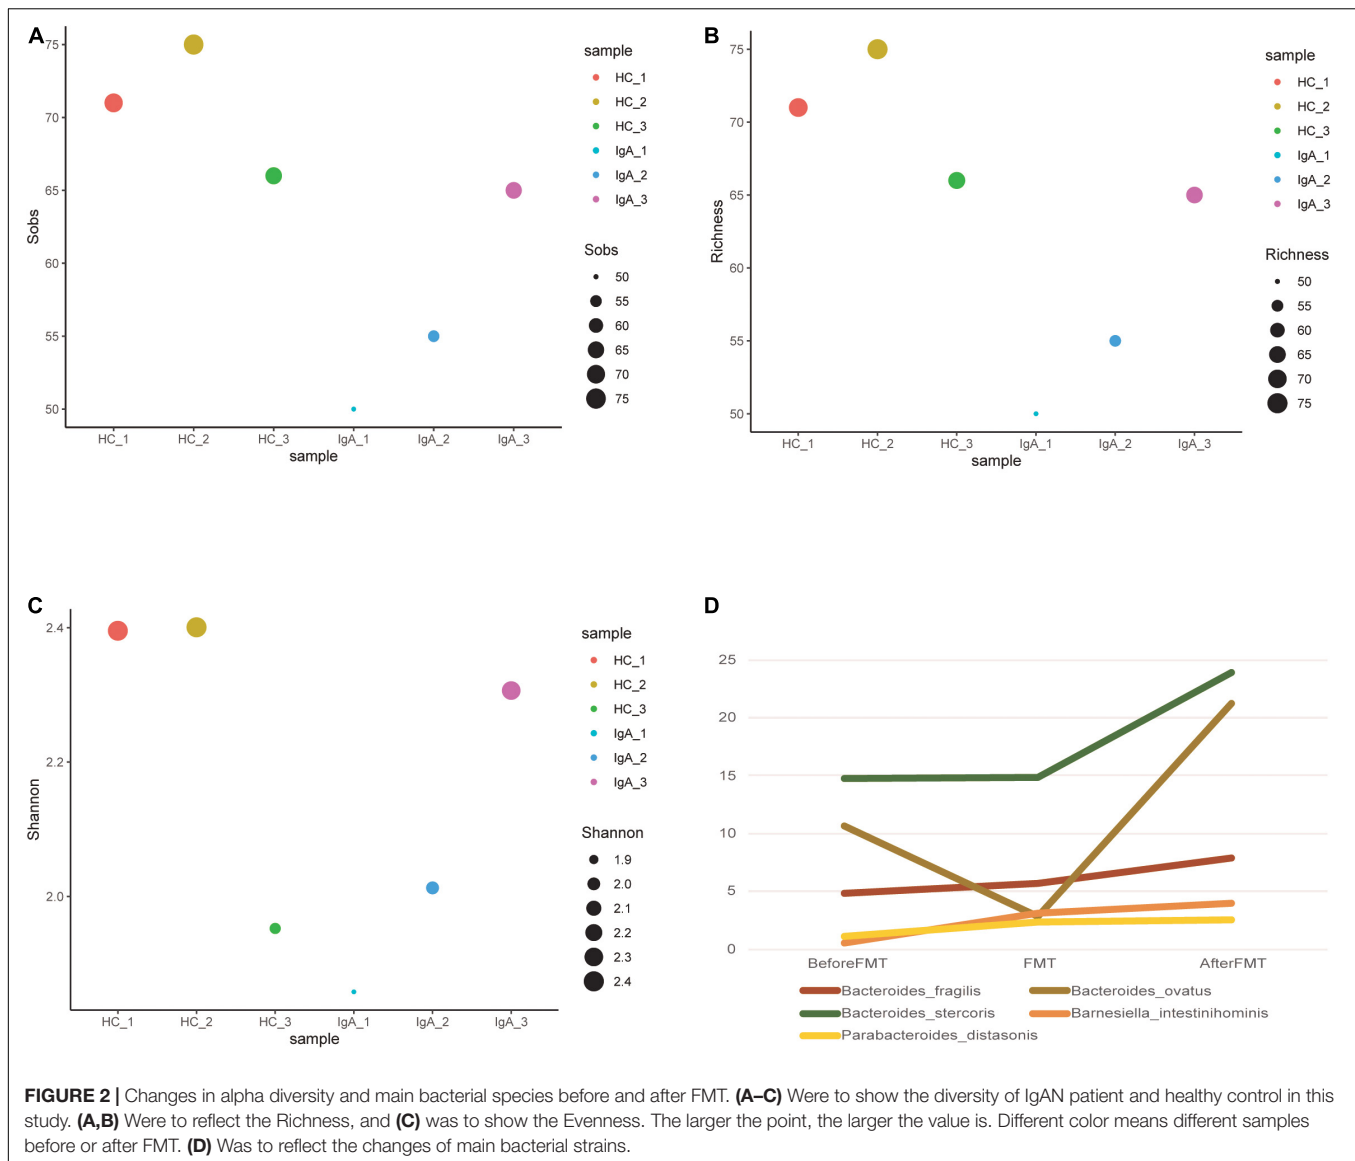 A
75
70
65
60
55
50
Sobs
HC_1 HC_2 HC_3 IgA_1 IgA_2 IgA_3
sample
sample
HC_1
HC_2
HC_3
IgA_1
IgA_2
IgA_3
Sobs
50
55
60
65
70
75
B
75
70
65
60
55
50
Richness
HC_1 HC_2 HC_3 IgA_1 IgA_2 IgA_3
sample
sample
HC_1
HC_2
HC_3
IgA_1
IgA_2
IgA_3
Richness
50
55
60
65
70
75
C
2.4
2.2
2.0
Shannon
HC_1 HC_2 HC_3 IgA_1 IgA_2 IgA_3
sample
sample
HC_1
HC_2
HC_3
IgA_1
IgA_2
IgA_3
Shannon
1.9
2.0
2.1
2.2
2.3
2.4
D
25
20
15
10
5
0
BeforeFMT FMT AfterFMT
Bacteroides_fragilis Bacteroides_ovatus
Bacteroides_stercoris Barnesiella_intestinihominis
Parabacteroides_distasonis
FIGURE 2 | Changes in alpha diversity and main bacterial species before and after FMT. (A–C) Were to show the diversity of IgAN patient and healthy control in this
study. (A,B) Were to reflect the Richness, and (C) was to show the Evenness. The larger the point, the larger the value is. Different color means different samples
before or after FMT. (D) Was to reflect the changes of main bacterial strains.